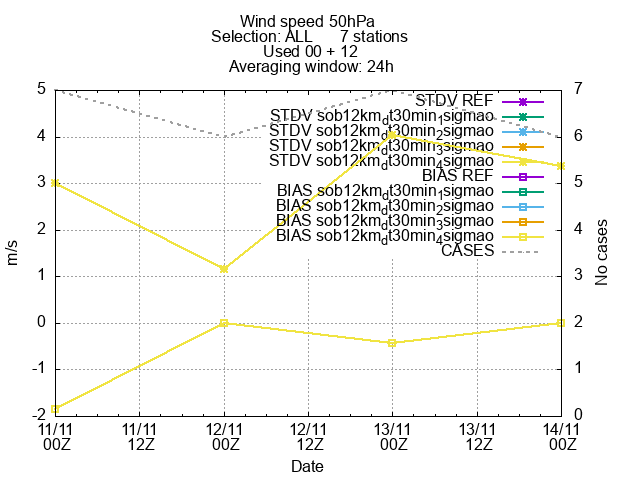 Wind speed 50hPa
Selection: ALL 7 stations
Used 00 + 12
Averaging window: 24h
STDV REF
STDV sob12km_dt30min_1sigmao
STDV sob12km_dt30min_2sigmao
STDV sob12km_dt30min_3sigmao
STDV sob12km_dt30min_4sigmao
BIAS REF
BIAS sob12km_dt30min_1sigmao
BIAS sob12km_dt30min_2sigmao
BIAS sob12km_dt30min_3sigmao
BIAS sob12km_dt30min_4sigmao
CASES
5
4
3
2
1
0
-1
-2
m/s
7
6
5
4
3
2
1
0
No cases
11/11 11/11 12/11 12/11 13/11 13/11 14/11
00Z 12Z 00Z 12Z 00Z 12Z 00Z
Date